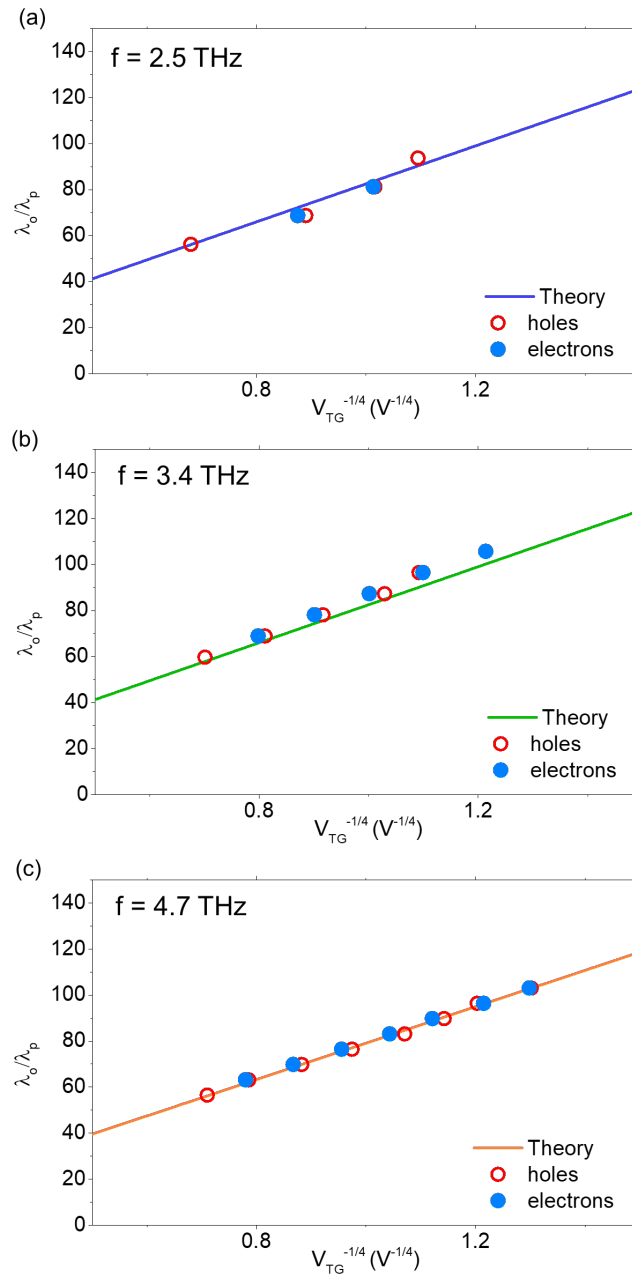 (a)
f = 2.5 THz
140
120
100
80
60
40
20
0
λo/λp
0.8
1.2
VTG-1/4 (V-1/4)
Theory
holes
electrons
(b)
f = 3.4 THz
140
120
100
80
60
40
20
0
λo/λp
0.8
1.2
VTG-1/4 (V-1/4)
Theory
holes
electrons
(c)
f = 4.7 THz
140
120
100
80
60
40
20
0
λo/λp
0.8
1.2
VTG-1/4 (V-1/4)
Theory
holes
electrons